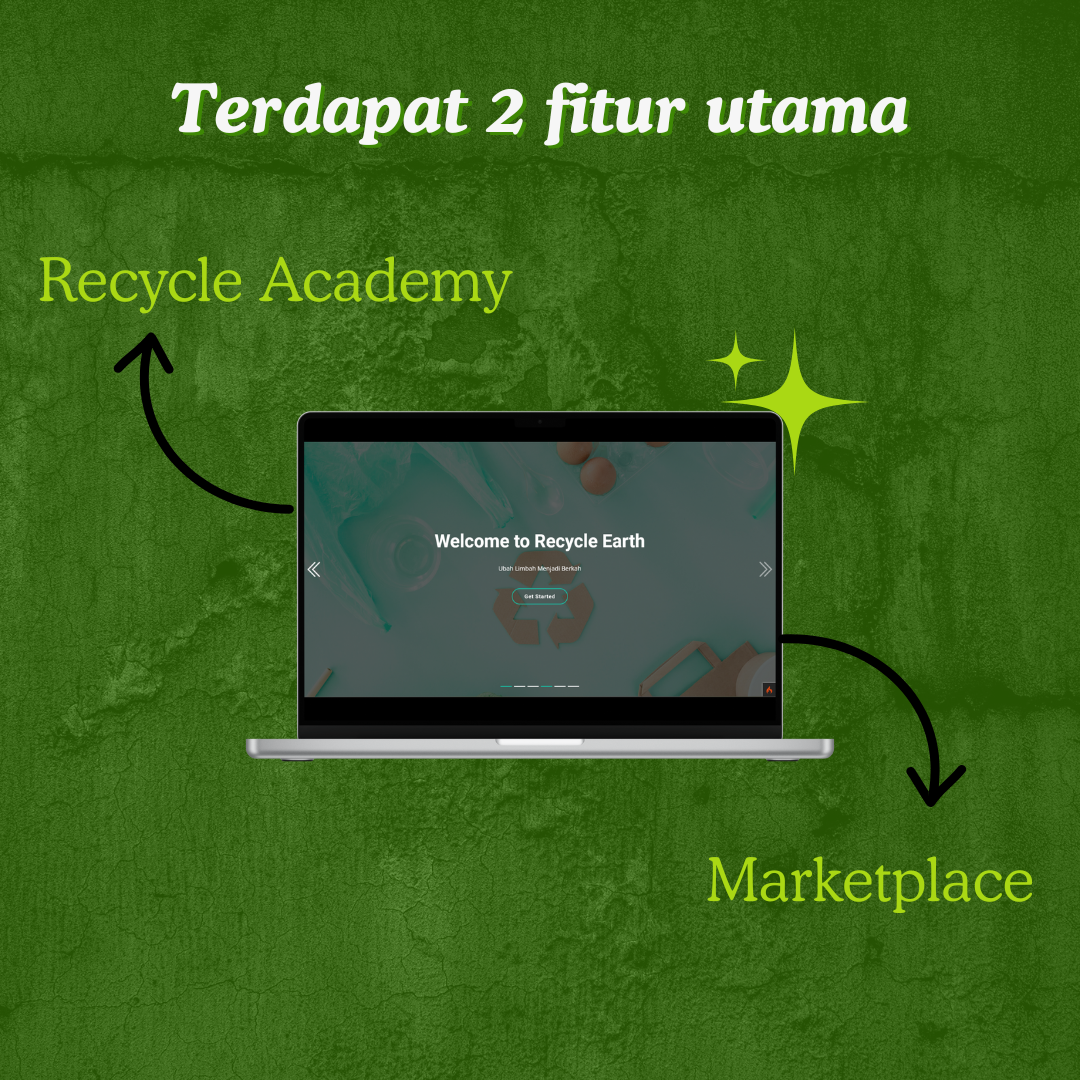 Terdapat 2 fitur utama
Recycle Academy
Welcome to Recycle Earth
Ubah Limbah Menjadi Berkah
Get Started
Marketplace